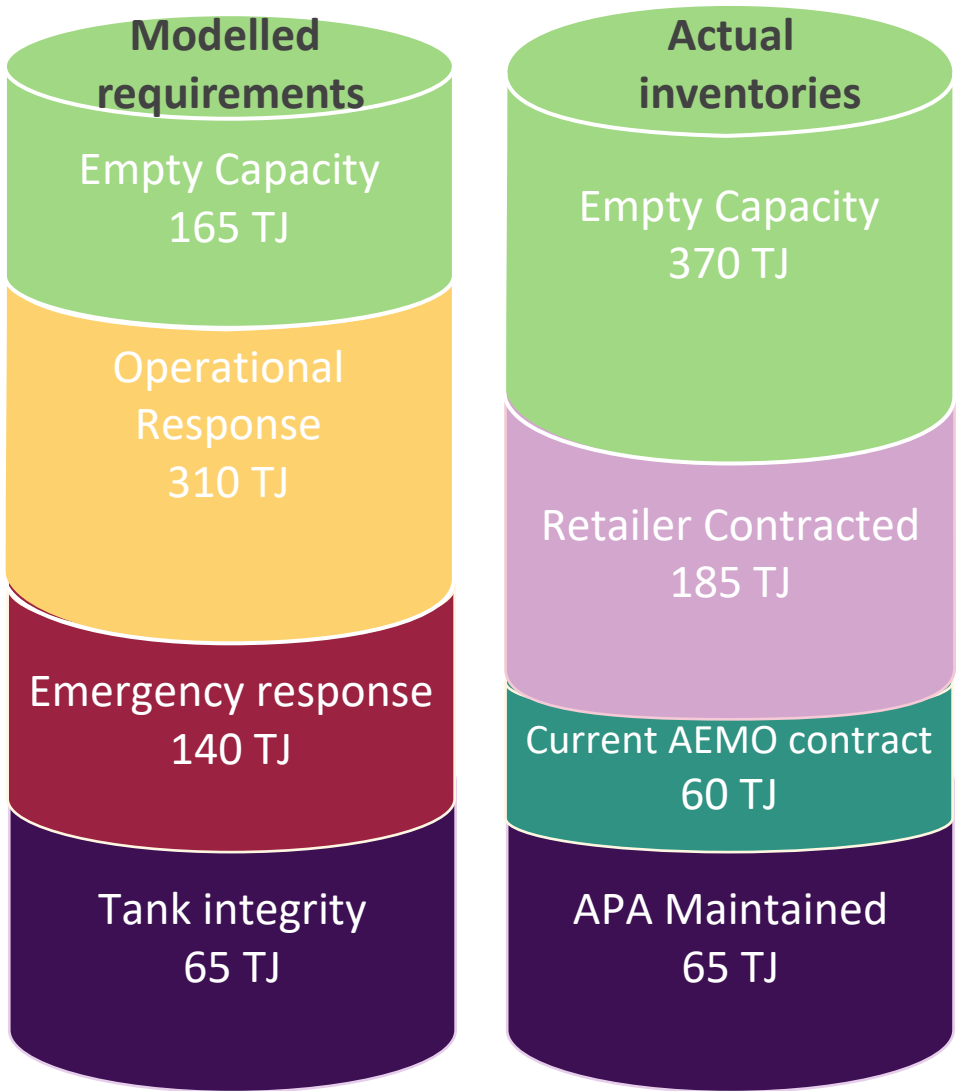 Modelled
requirements
Empty Capacity
165 TJ
Operational
Response
310 TJ
Emergency response
140 TJ
Tank integrity
65 TJ
Actual
inventories
Empty Capacity
370 TJ
Retailer Contracted
185 TJ
Current AEMO contract
60 TJ
APA Maintained
65 TJ